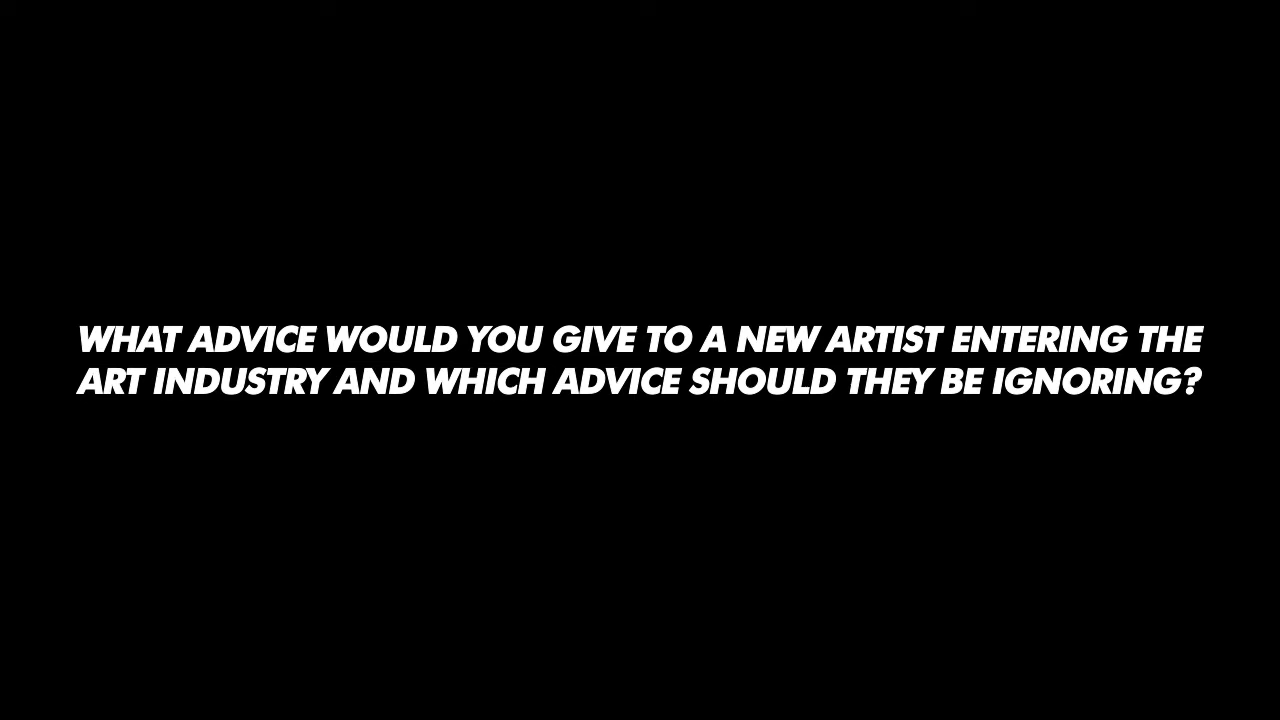 WHAT ADVICE WOULD YOU GIVE TO A NEW ARTIST ENTERING THE
ART INDUSTRY AND WHICH ADVICE SHOULD THEY BE IGNORING?